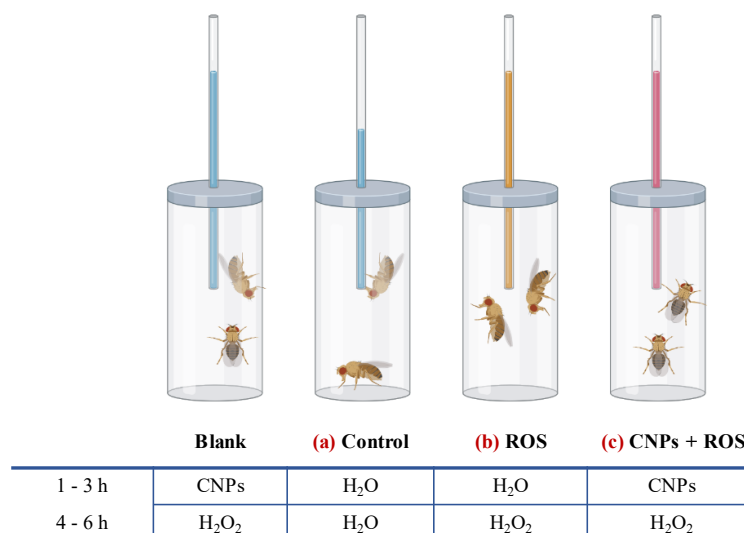 Blank (a) Control (b) ROS (c) CNPs + ROS
1 - 3 h CNPs H₂O H₂O CNPs
4 - 6 h H₂O₂ H₂O H₂O₂ H₂O₂